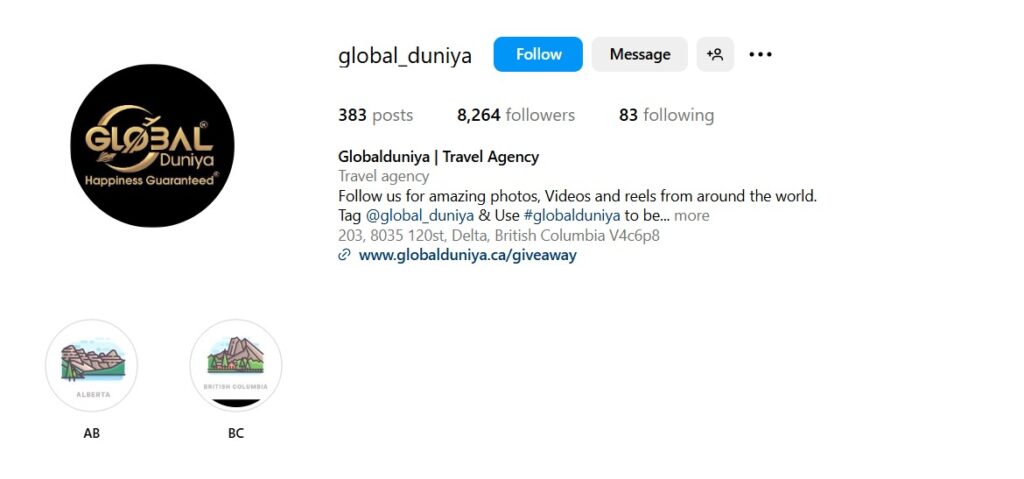 global_duniya Follow Message
383 posts 8,264 followers 83 following
GLOBAL®
Duniya
Happiness Guaranteed®
Globalduniya | Travel Agency
Travel agency
Follow us for amazing photos, Videos and reels from around the world.
Tag @global_duniya & Use #globalduniya to be... more
203, 8035 120st, Delta, British Columbia V4c6p8
www.globalduniya.ca/giveaway
ALBERTA
BRITISH COLUMBIA
AB
BC